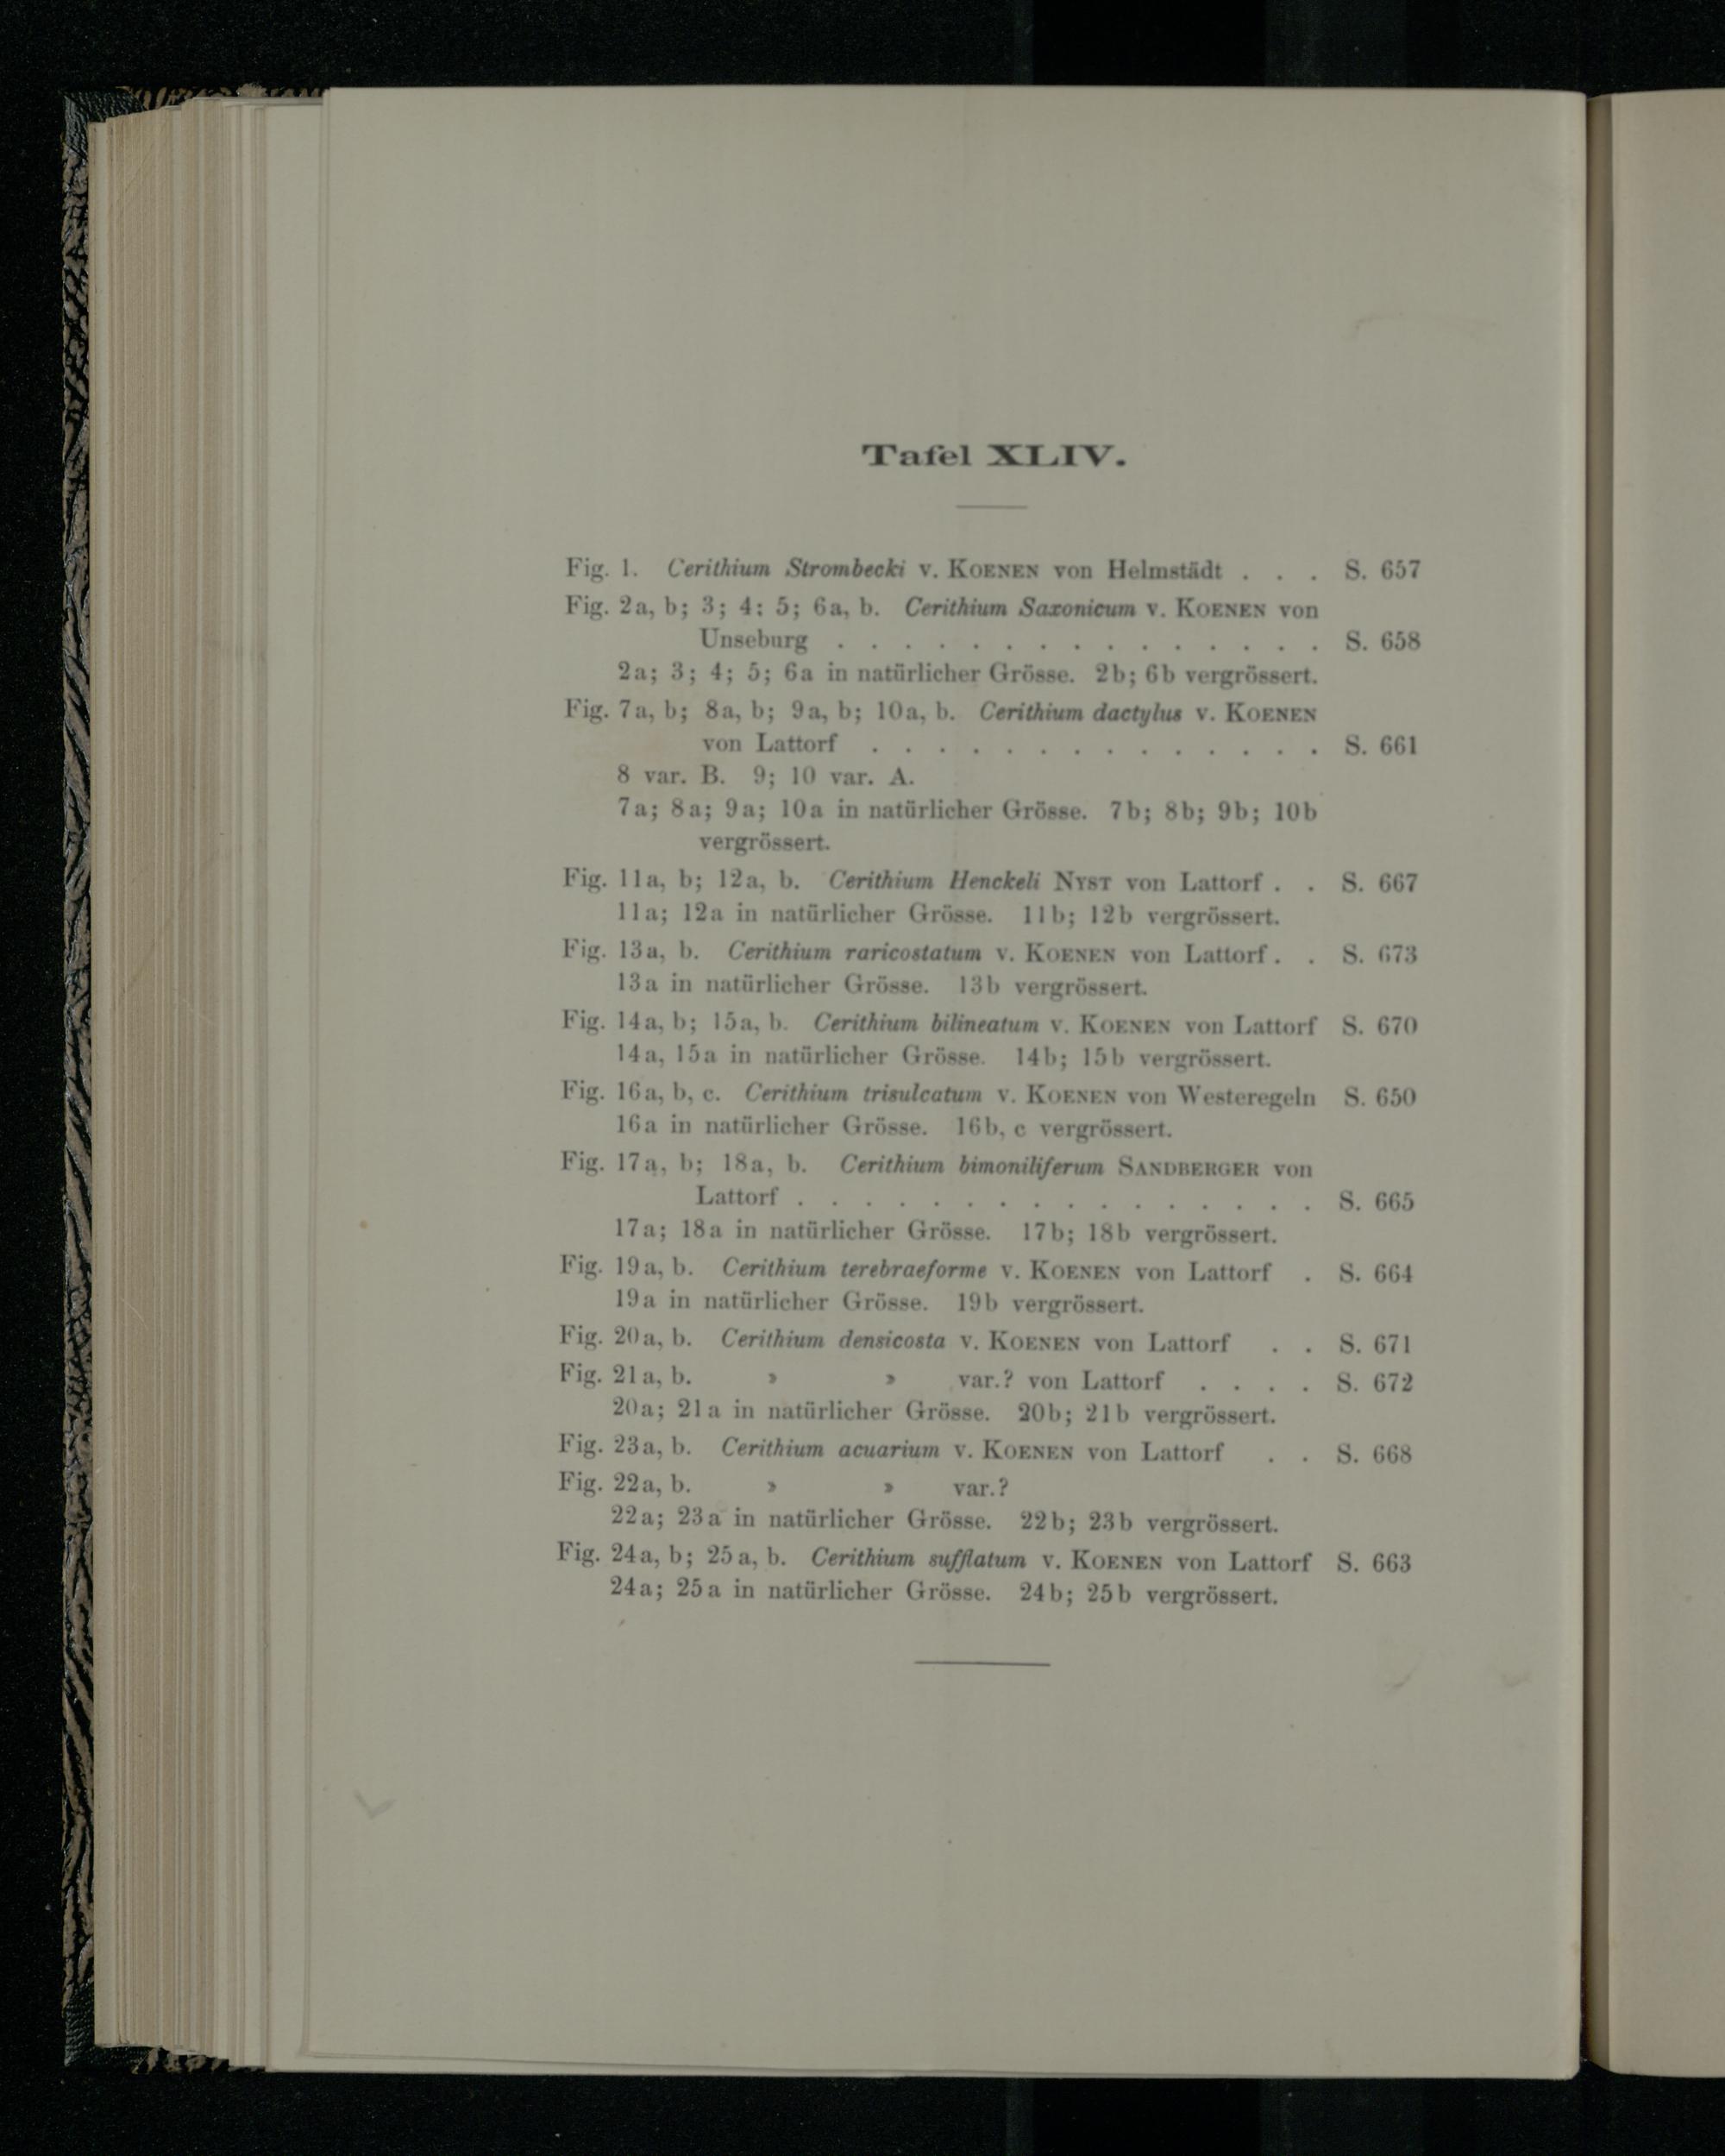 Tafel XLIV.
Fig. 1. Cerithium Strombecki v. Koenen von Helmstädt . . . S. 657
Fig. 2a, b; 3; 4; 5; 6a, b. Cerithium Saxonicum v. Koenen von
Unseburg . . . . . . . . . . . . . . . S. 658
2a; 3; 4; 5; 6a in natürlicher Grösse. 2b; 6b vergrössert.
Fig. 7a, b; 8a, b; 9a, b; 10a, b. Cerithium dactylus v. Koenen
von Lattorf . . . . . . . . . . . . . . S. 661
8 var. B. 9; 10 var. A.
7a; 8a; 9a; 10a in natürlicher Grösse. 7b; 8b; 9b; 10b
vergrössert.
Fig. 11a, b; 12a, b. Cerithium Henckeli Nyst von Lattorf . . S. 667
11a; 12a in natürlicher Grösse. 11b; 12b vergrössert.
Fig. 13a, b. Cerithium raricostatum v. Koenen von Lattorf . . S. 673
13a in natürlicher Grösse. 13b vergrössert.
Fig. 14a, b; 15a, b. Cerithium bilineatum v. Koenen von Lattorf S. 670
14a, 15a in natürlicher Grösse. 14b; 15b vergrössert.
Fig. 16a, b, c. Cerithium trisulcatum v. Koenen von Westeregeln S. 650
16a in natürlicher Grösse. 16b, c vergrössert.
Fig. 17a, b; 18a, b. Cerithium bimoniliferum Sandberger von
Lattorf . . . . . . . . . . . . . . . . S. 665
17a; 18a in natürlicher Grösse. 17b; 18b vergrössert.
Fig. 19a, b. Cerithium terebraeforme v. Koenen von Lattorf . S. 664
19a in natürlicher Grösse. 19b vergrössert.
Fig. 20a, b. Cerithium densicosta v. Koenen von Lattorf . . S. 671
Fig. 21a, b. » » var.? von Lattorf . . . . S. 672
20a; 21a in natürlicher Grösse. 20b; 21b vergrössert.
Fig. 23a, b. Cerithium acuarium v. Koenen von Lattorf . . S. 668
Fig. 22a, b. » » var.?
22a; 23a in natürlicher Grösse. 22b; 23b vergrössert.
Fig. 24a, b; 25a, b. Cerithium sufflatum v. Koenen von Lattorf S. 663
24a; 25a in natürlicher Grösse. 24b; 25b vergrössert.